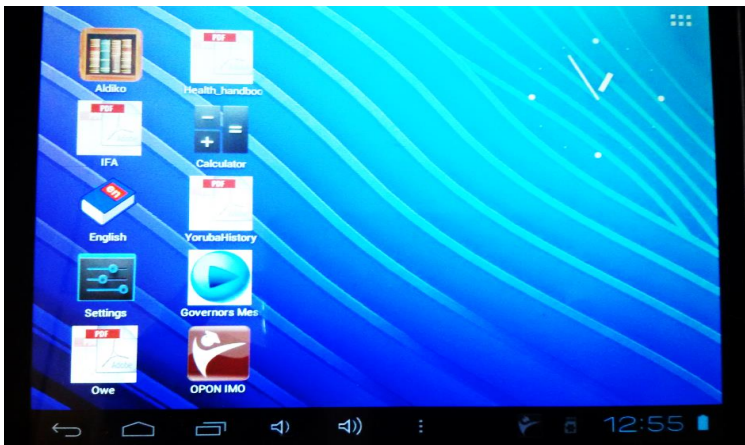 Aldiko
PDF
Health_handboo
PDF
IFA
Calculator
en
English
PDF
YorubaHistory
Settings
Governors Mes
PDF
Adobe
Owe
OPON IMO
12:55